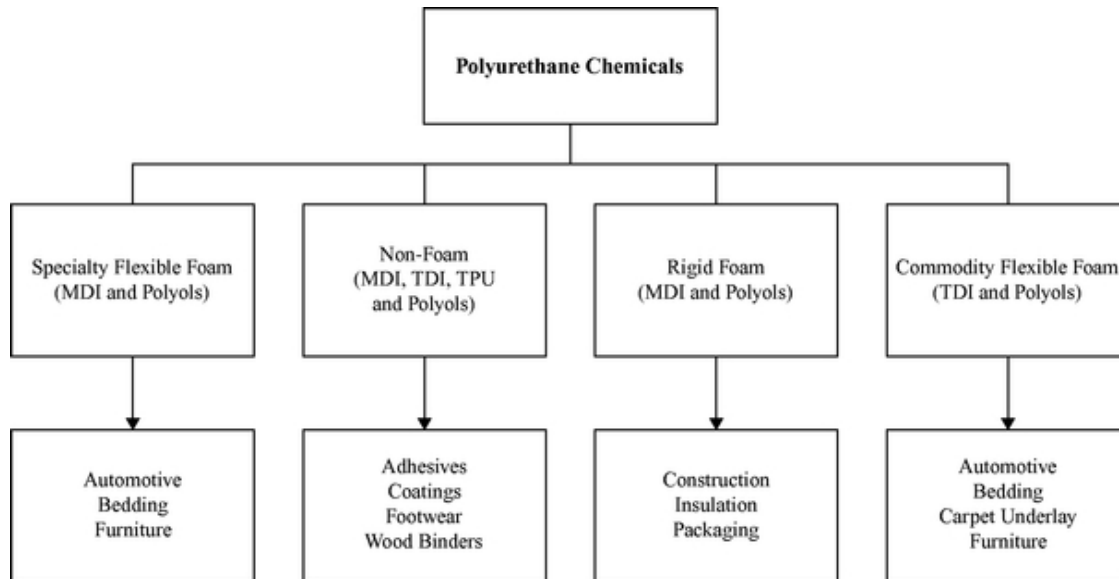 Polyurethane Chemicals
Specialty Flexible Foam
(MDI and Polyols)
Non-Foam
(MDI, TDI, TPU
and Polyols)
Rigid Foam
(MDI and Polyols)
Commodity Flexible Foam
(TDI and Polyols)
Automotive
Bedding
Furniture
Adhesives
Coatings
Footwear
Wood Binders
Construction
Insulation
Packaging
Automotive
Bedding
Carpet Underlay
Furniture